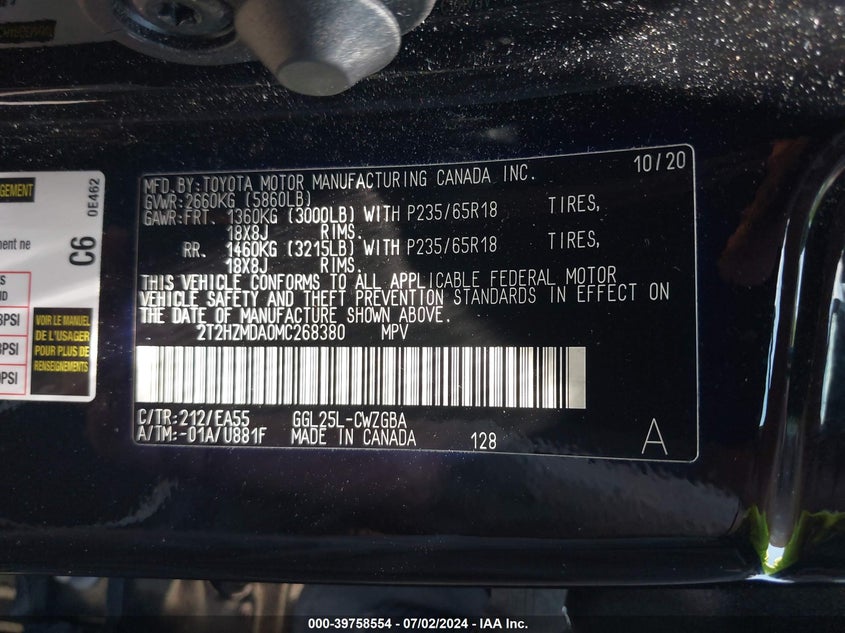 MFD.BY:TOYOTA MOTOR MANUFACTURING CANADA INC. 10/20
GVWR:2660KG (5860LB)
GAWR:FRT. 1360KG (3000LB) WITH P235/65R18 TIRES,
18X8J RIMS.
RR. 1460KG (3215LB) WITH P235/65R18 TIRES,
18X8J RIMS.
THIS VEHICLE CONFORMS TO ALL APPLICABLE FEDERAL MOTOR
VEHICLE SAFETY AND THEFT PREVENTION STANDARDS IN EFFECT ON
THE DATE OF MANUFACTURE SHOWN ABOVE.
2T2HZMDA0MC268380 MPV
C/TR:212/EA55 GGL25L-CWZGBA
A/TM:-01A/U881F MADE IN CANADA 128 A
C6
0E462
ne
PSI
VOIR LE MANUEL
DE L'USAGER
POUR PLUS DE
RENSEIGNEMENTS
000-39758554 / 07/02/2024 - IAA Inc.